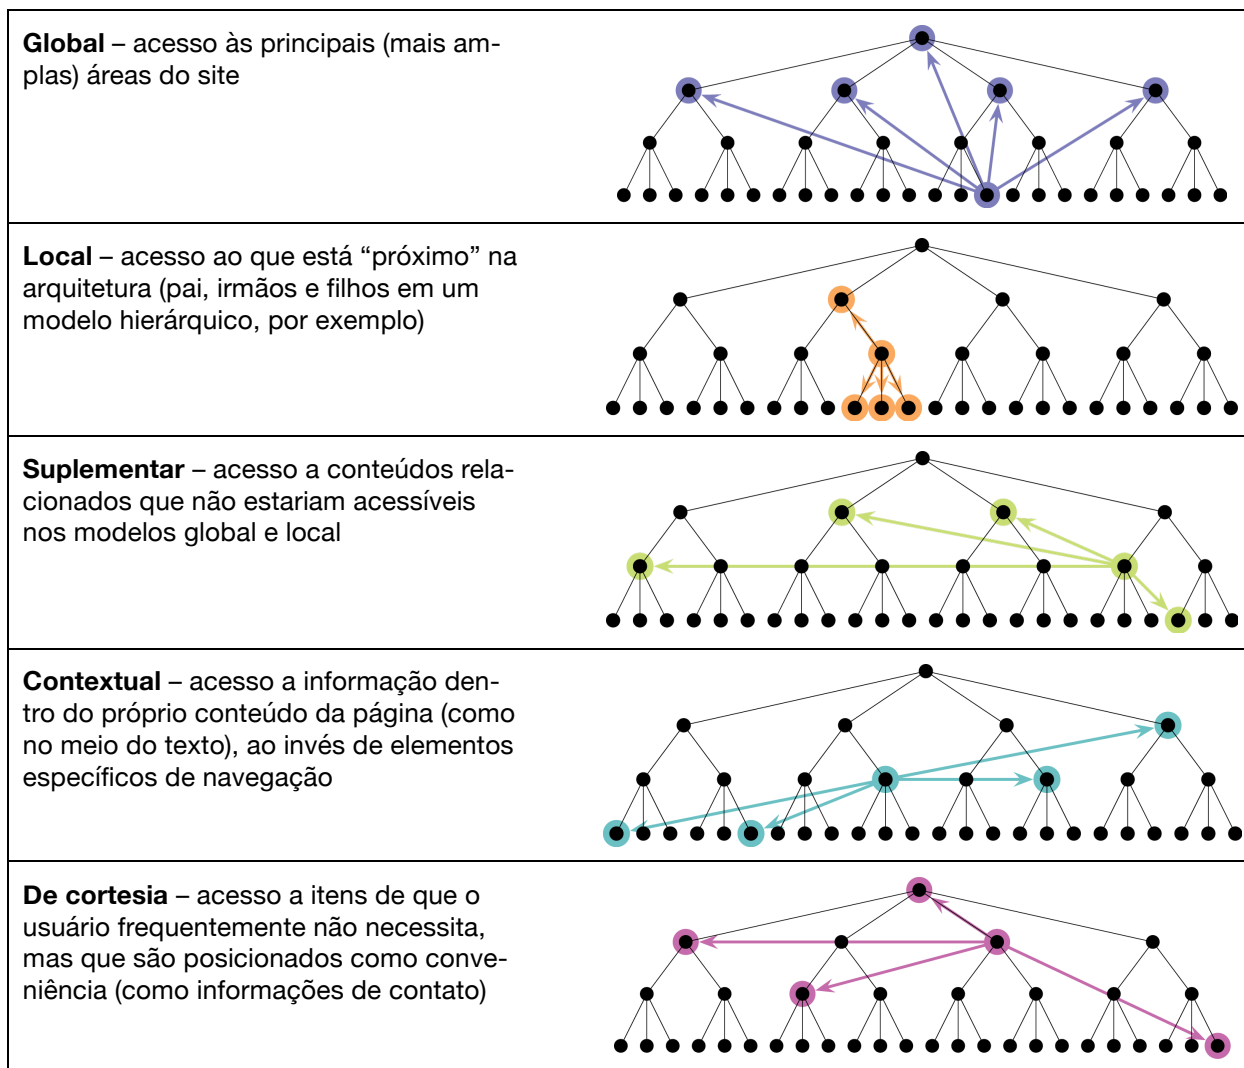 Global – acesso às principais (mais am-
plas) áreas do site
Local – acesso ao que está “próximo” na
arquitetura (pai, irmãos e filhos em um
modelo hierárquico, por exemplo)
Suplementar – acesso a conteúdos rela-
cionados que não estariam acessíveis
nos modelos global e local
Contextual – acesso a informação den-
tro do próprio conteúdo da página (como
no meio do texto), ao invés de elementos
específicos de navegação
De cortesia – acesso a itens de que o
usuário frequentemente não necessita,
mas que são posicionados como conve-
niência (como informações de contato)